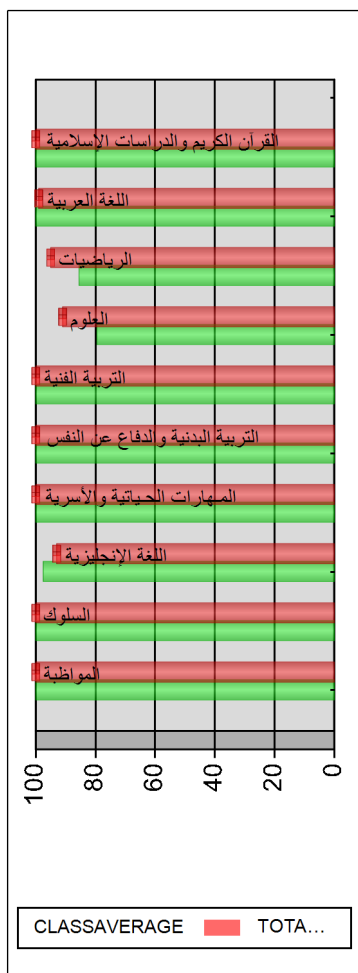 القرآن الكريم والدراسات الإسلامية
اللغة العربية
الرياضيات
العلوم
التربية الفنية
التربية البدنية والدفاع عن النفس
المهارات الحياتية والأسرية
اللغة الإنجليزية
السلوك
المواظبة
100 80 60 40 20 0
CLASSAVERAGE TOTA...